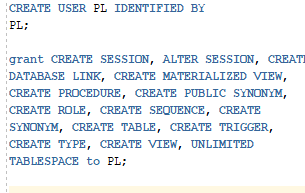 CREATE USER PL IDENTIFIED BY
PL;
grant CREATE SESSION, ALTER SESSION, CREAT
DATABASE LINK, CREATE MATERIALIZED VIEW,
CREATE PROCEDURE, CREATE PUBLIC SYNONYM,
CREATE ROLE, CREATE SEQUENCE, CREATE
SYNONYM, CREATE TABLE, CREATE TRIGGER,
CREATE TYPE, CREATE VIEW, UNLIMITED
TABLESPACE to PL;